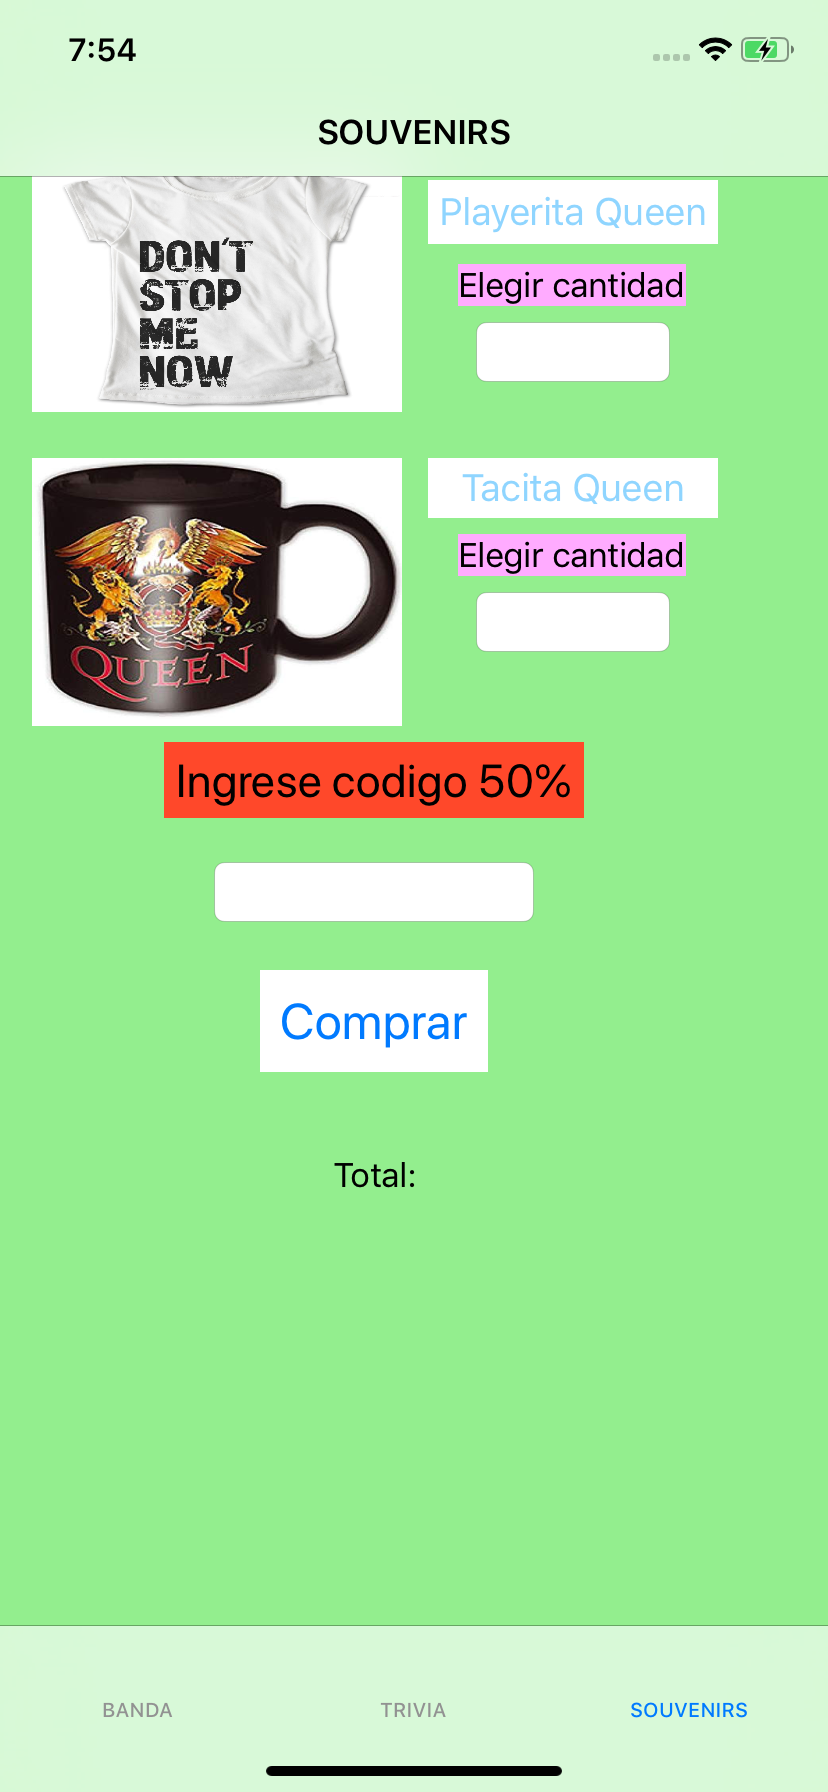 7:54
SOUVENIRS
DON'T
STOP
ME
NOW
Playerita Queen
Elegir cantidad
QUEEN
Tacita Queen
Elegir cantidad
Ingrese codigo 50%
Comprar
Total:
BANDA
TRIVIA
SOUVENIRS